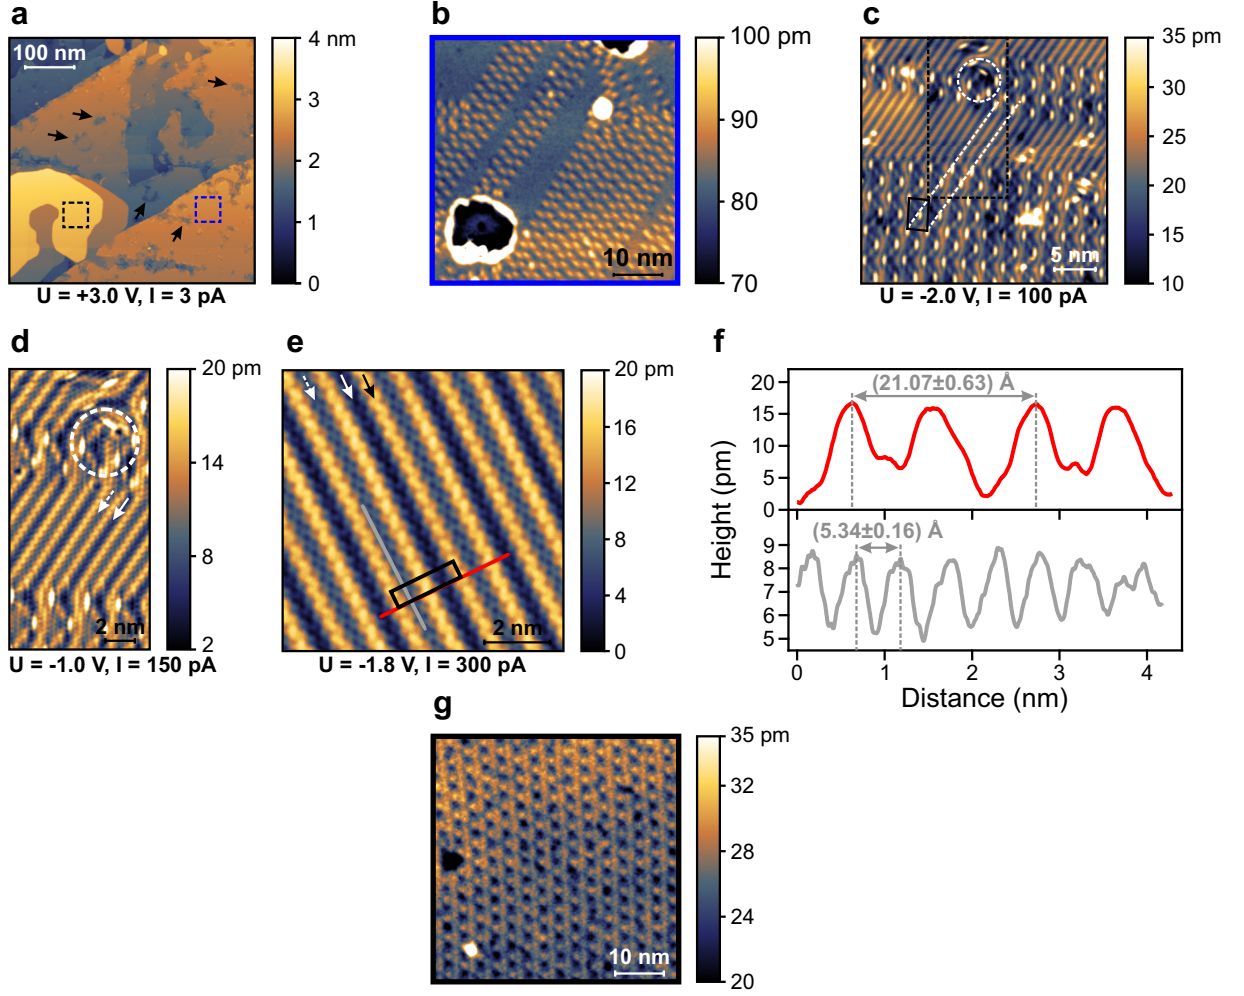 a
100 nm
4 nm
3
2
1
0
U = +3.0 V, I = 3 pA
b
10 nm
100 pm
90
80
70
c
5 nm
35 pm
30
25
20
15
10
U = -2.0 V, I = 100 pA
d
2 nm
20 pm
14
8
2
U = -1.0 V, I = 150 pA
e
2 nm
20 pm
16
12
8
4
0
U = -1.8 V, I = 300 pA
f
(21.07±0.63) Å
20
15
10
5
0
(5.34±0.16) Å
9
8
7
6
5
Height (pm)
0 1 2 3 4
Distance (nm)
g
10 nm
35 pm
32
28
24
20